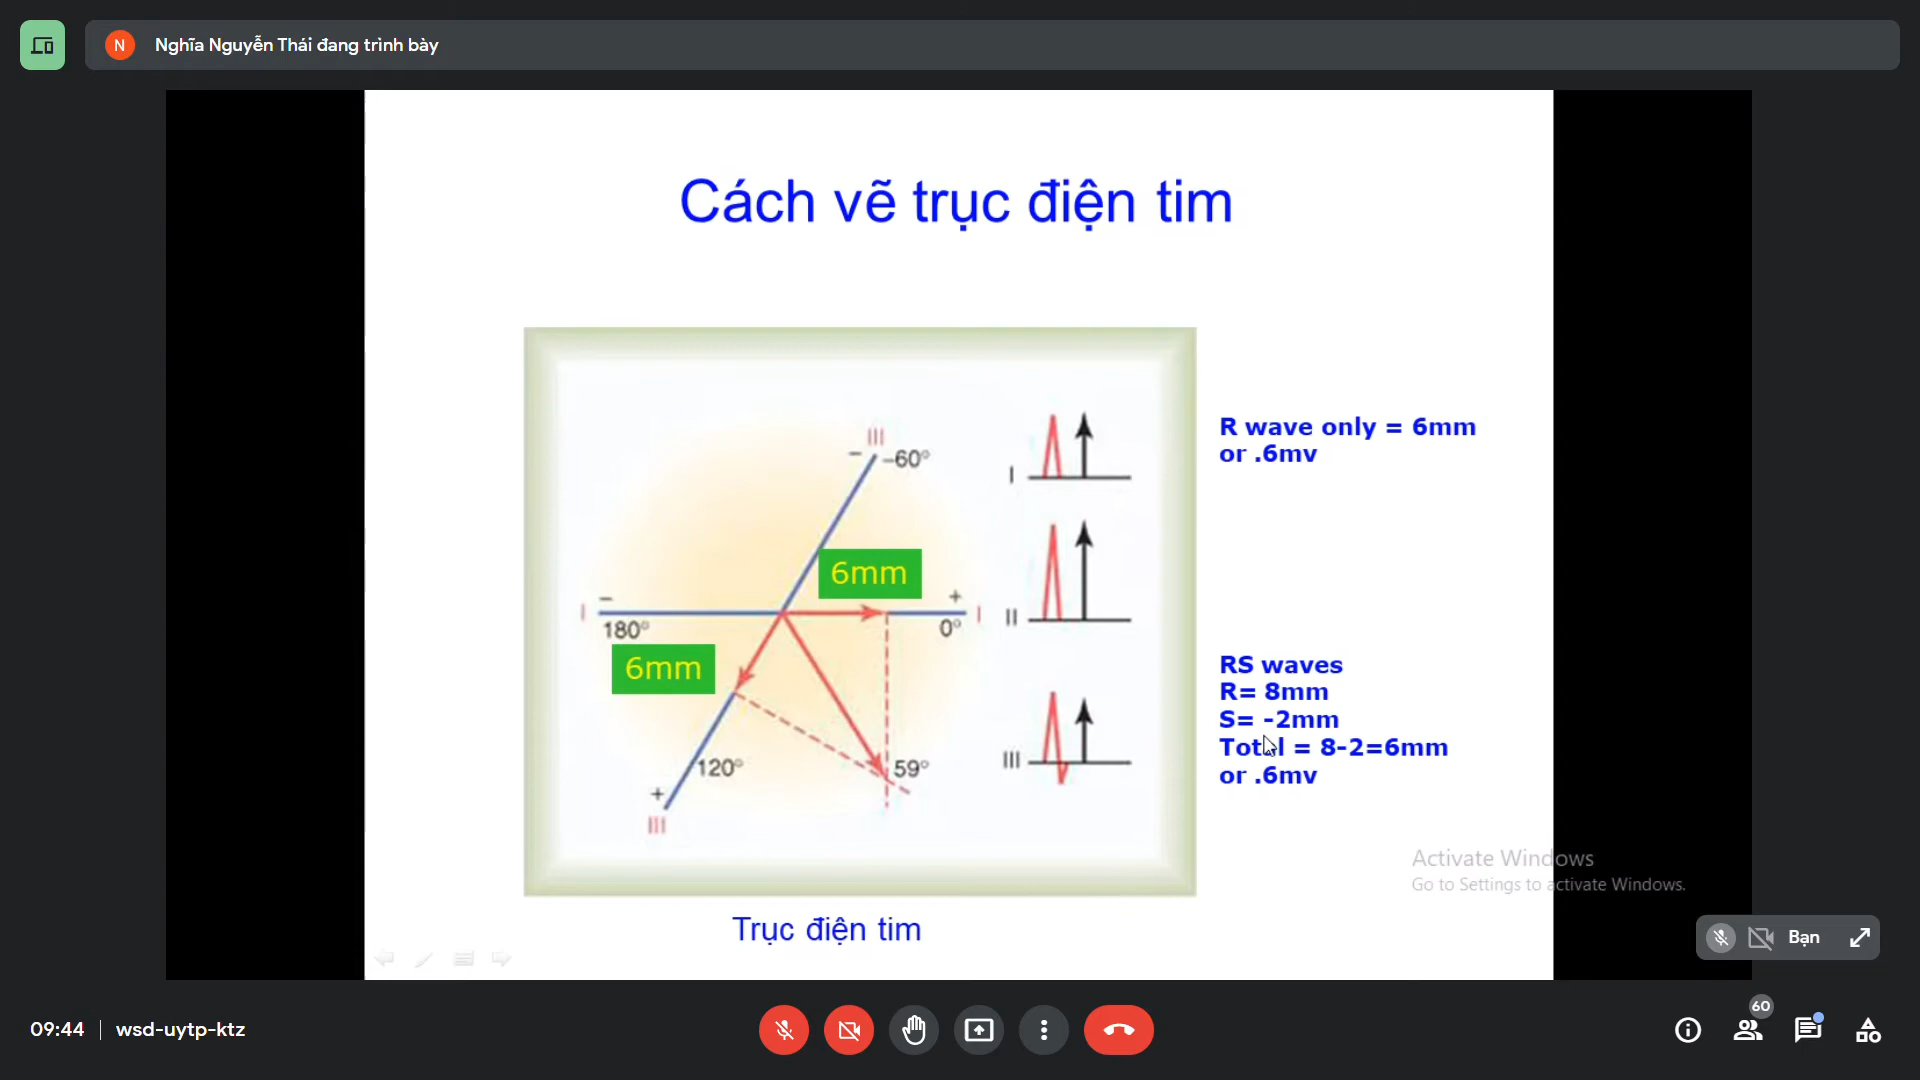 N Nghĩa Nguyễn Thái đang trình bày
Cách vẽ trục điện tim
III
− −60°
6mm
− +
I I
180° 0°
6mm
120° 59°
+
III
I
II
III
R wave only = 6mm
or .6mv
RS waves
R= 8mm
S= -2mm
Total = 8-2=6mm
or .6mv
Trục điện tim
Activate Windows
Go to Settings to activate Windows.
Bạn
09:44 | wsd-uytp-ktz
60